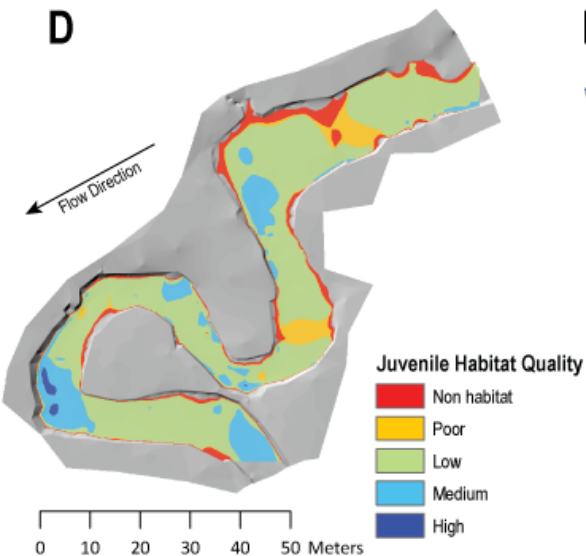 D
Flow Direction
Juvenile Habitat Quality
Non habitat
Poor
Low
Medium
High
0 10 20 30 40 50 Meters